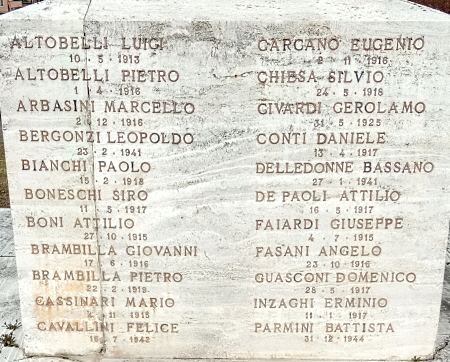 ALTOBELLI LUIGI
10 · 5 · 1913
ALTOBELLI PIETRO
1 · 4 · 1916
ARBASINI MARCELLO
2 · 12 · 1916
BERGONZI LEOPOLDO
23 · 2 · 1941
BIANCHI PAOLO
15 · 2 · 1918
BONESCHI SIRO
11 · 5 · 1917
BONI ATTILIO
27 · 10 · 1915
BRAMBILLA GIOVANNI
17 · 6 · 1916
BRAMBILLA PIETRO
22 · 2 ·
CASSINARI MARIO
11 · 1915
CAVALLINI FELICE
7 · 1942
CARCANO EUGENIO
2 · 11 · 1916
CHIESA SILVIO
24 · 5 · 1918
CIVARDI GEROLAMO
31 · 5 · 1925
CONTI DANIELE
13 · 4 · 1917
DELLEDONNE BASSANO
27 · 1 · 1941
DE PAOLI ATTILIO
16 · 5 · 1917
FAIARDI GIUSEPPE
4 · 7 · 1915
FASANI ANGELO
23 · 10 · 1916
GUASCONI DOMENICO
28 · 5 · 1917
INZAGHI ERMINIO
11 · 1 · 1917
PARMINI BATTISTA
31 · 12 · 1944